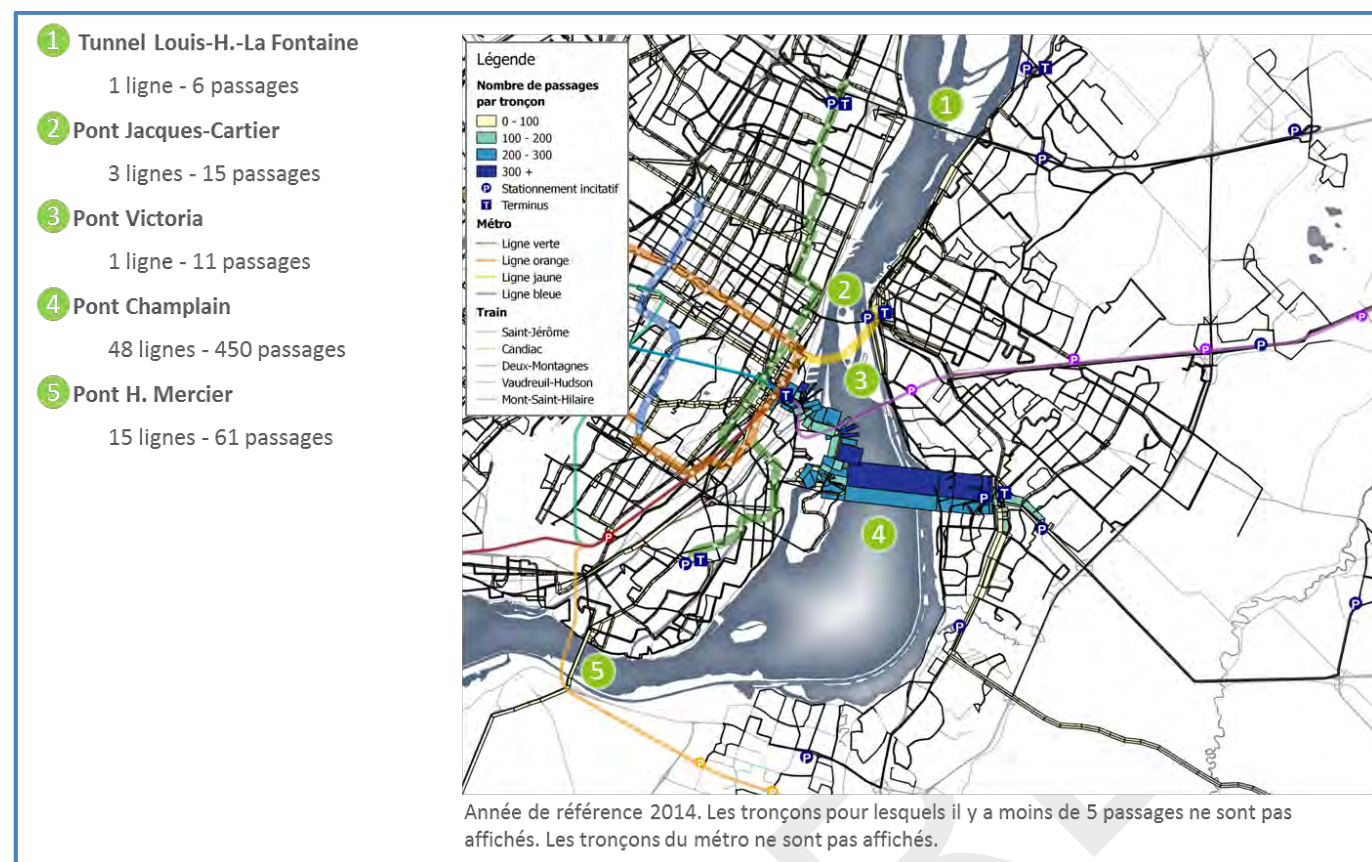 1 Tunnel Louis-H.-La Fontaine
1 ligne - 6 passages
2 Pont Jacques-Cartier
3 lignes - 15 passages
3 Pont Victoria
1 ligne - 11 passages
4 Pont Champlain
48 lignes - 450 passages
5 Pont H. Mercier
15 lignes - 61 passages
Légende
Nombre de passages
par tronçon
0 - 100
100 - 200
200 - 300
300 +
P Stationnement incitatif
T Terminus
Métro
Ligne verte
Ligne orange
Ligne jaune
Ligne bleue
Train
Saint-Jérôme
Candiac
Deux-Montagnes
Vaudreuil-Hudson
Mont-Saint-Hilaire
P T
1
P
P
P T
P
2
P T
P
P
P
P
3
P
T
P T
P
4
P
P T
P
P
5
P
P
P
Année de référence 2014. Les tronçons pour lesquels il y a moins de 5 passages ne sont pas
affichés. Les tronçons du métro ne sont pas affichés.